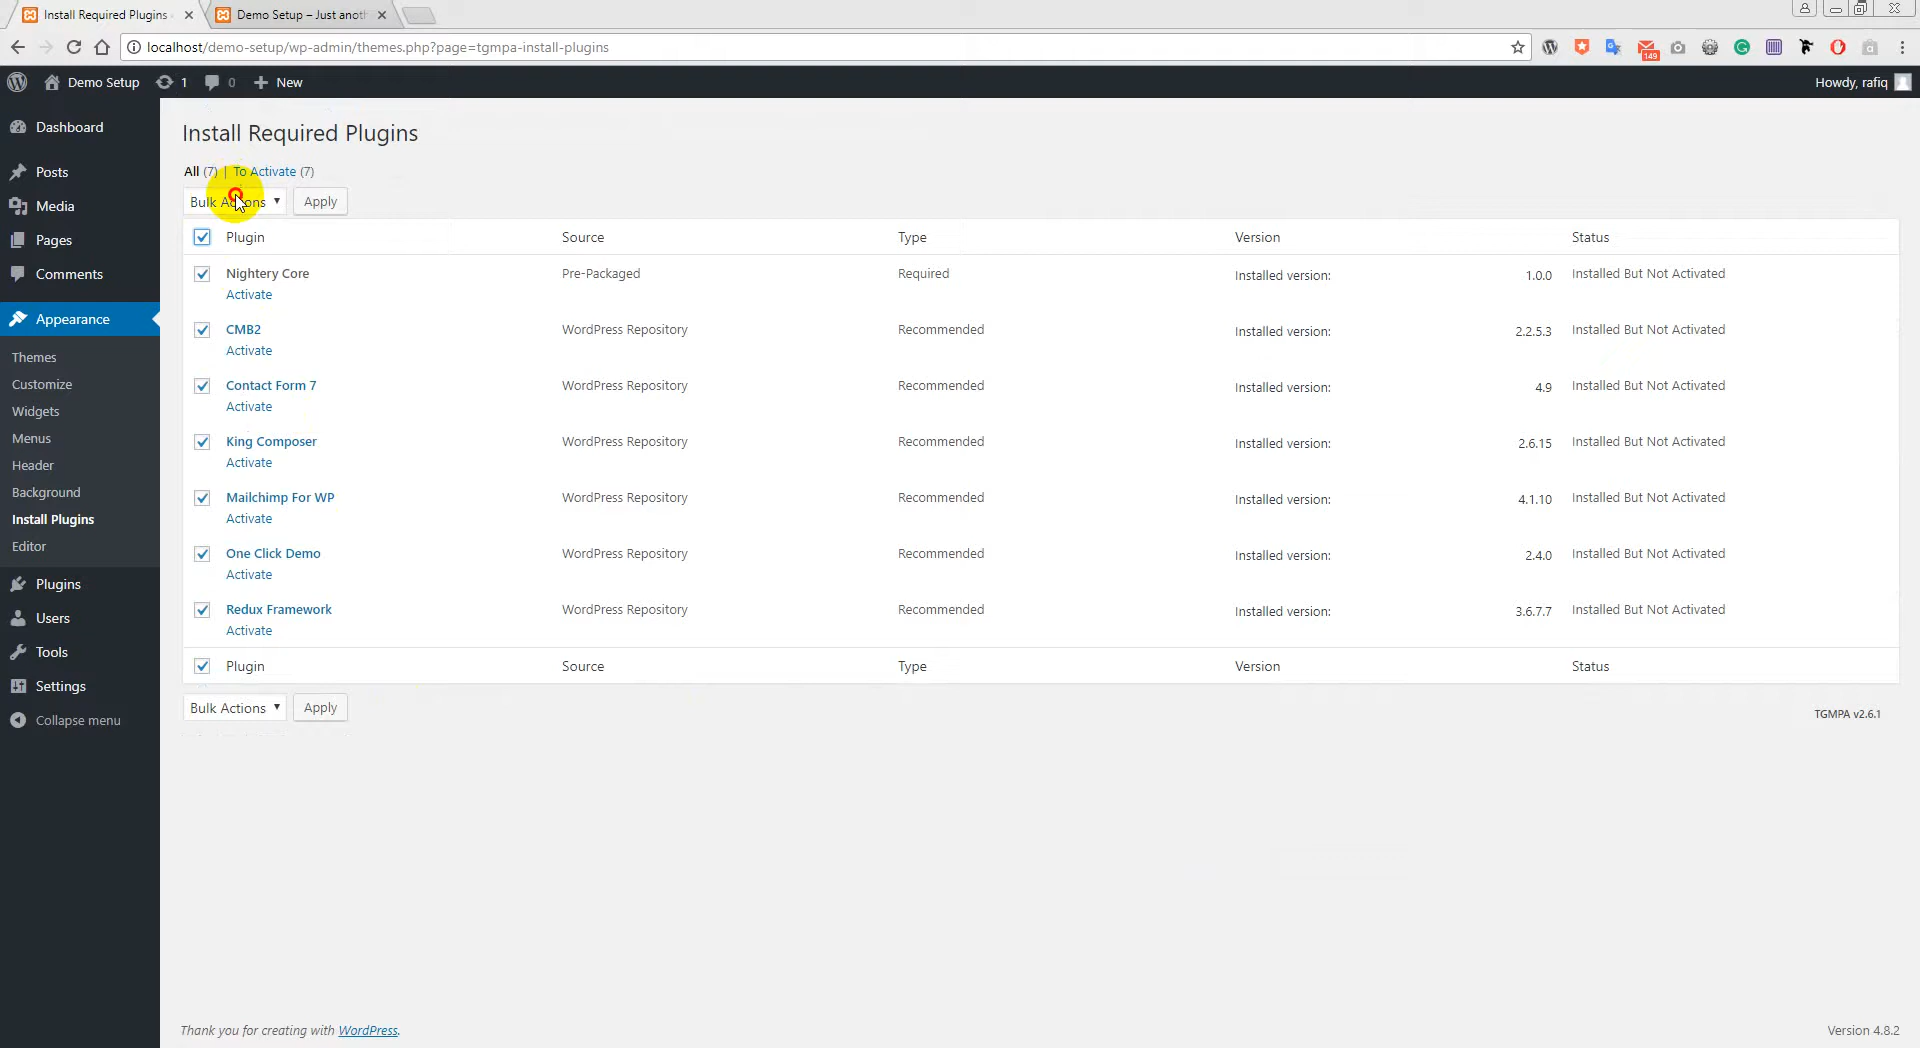 Install Required Plugins
Demo Setup – Just anot
localhost/demo-setup/wp-admin/themes.php?page=tgmpa-install-plugins
149
Demo Setup 1 0 New
Howdy, rafiq
Dashboard
Posts
Media
Pages
Comments
Appearance
Themes
Customize
Widgets
Menus
Header
Background
Install Plugins
Editor
Plugins
Users
Tools
Settings
Collapse menu
Install Required Plugins
All (7) | To Activate (7)
Bulk Actions Apply
Plugin Source Type Version Status
Nightery Core Pre-Packaged Required Installed version: 1.0.0 Installed But Not Activated
Activate
CMB2 WordPress Repository Recommended Installed version: 2.2.5.3 Installed But Not Activated
Activate
Contact Form 7 WordPress Repository Recommended Installed version: 4.9 Installed But Not Activated
Activate
King Composer WordPress Repository Recommended Installed version: 2.6.15 Installed But Not Activated
Activate
Mailchimp For WP WordPress Repository Recommended Installed version: 4.1.10 Installed But Not Activated
Activate
One Click Demo WordPress Repository Recommended Installed version: 2.4.0 Installed But Not Activated
Activate
Redux Framework WordPress Repository Recommended Installed version: 3.6.7.7 Installed But Not Activated
Activate
Plugin Source Type Version Status
Bulk Actions Apply
TGMPA v2.6.1
Thank you for creating with WordPress.
Version 4.8.2